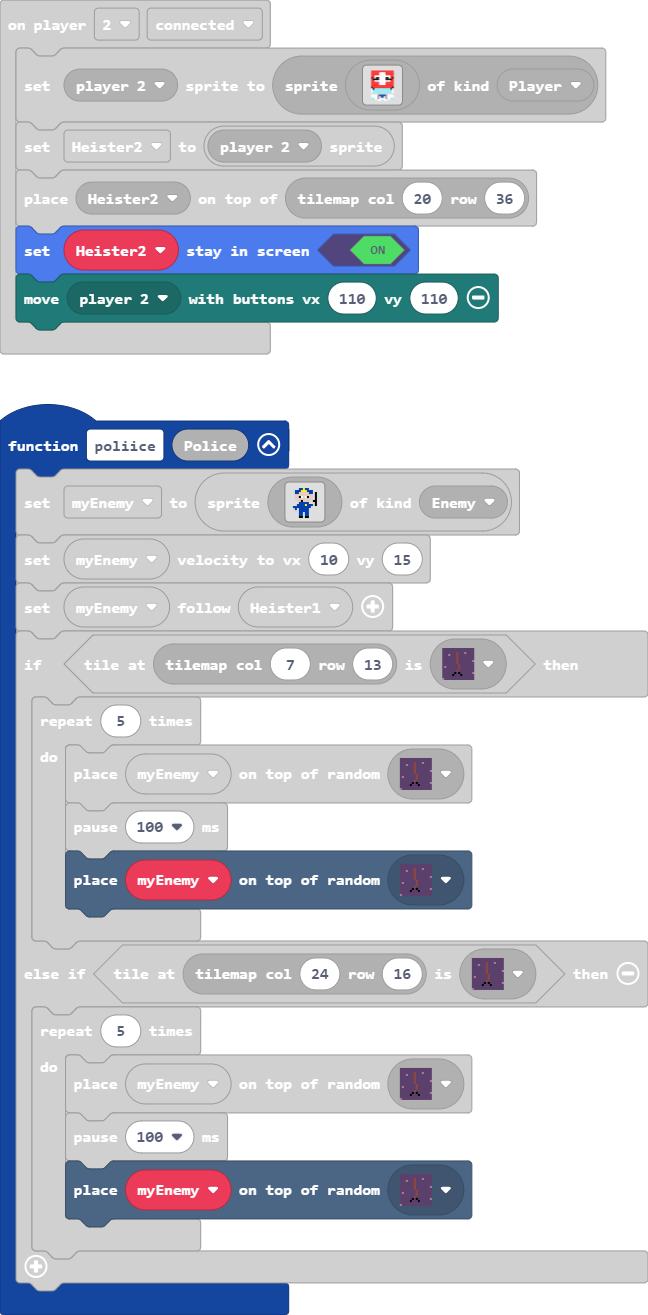 on player 2 connected
set player 2 sprite to sprite of kind Player
set Heister2 to player 2 sprite
place Heister2 on top of tilemap col 20 row 36
set Heister2 stay in screen ON
move player 2 with buttons vx 110 vy 110
function poliice Police
set myEnemy to sprite of kind Enemy
set myEnemy velocity to vx 10 vy 15
set myEnemy follow Heister1
if tile at tilemap col 7 row 13 is then
repeat 5 times
do
place myEnemy on top of random
pause 100 ms
place myEnemy on top of random
else if tile at tilemap col 24 row 16 is then
repeat 5 times
do
place myEnemy on top of random
pause 100 ms
place myEnemy on top of random